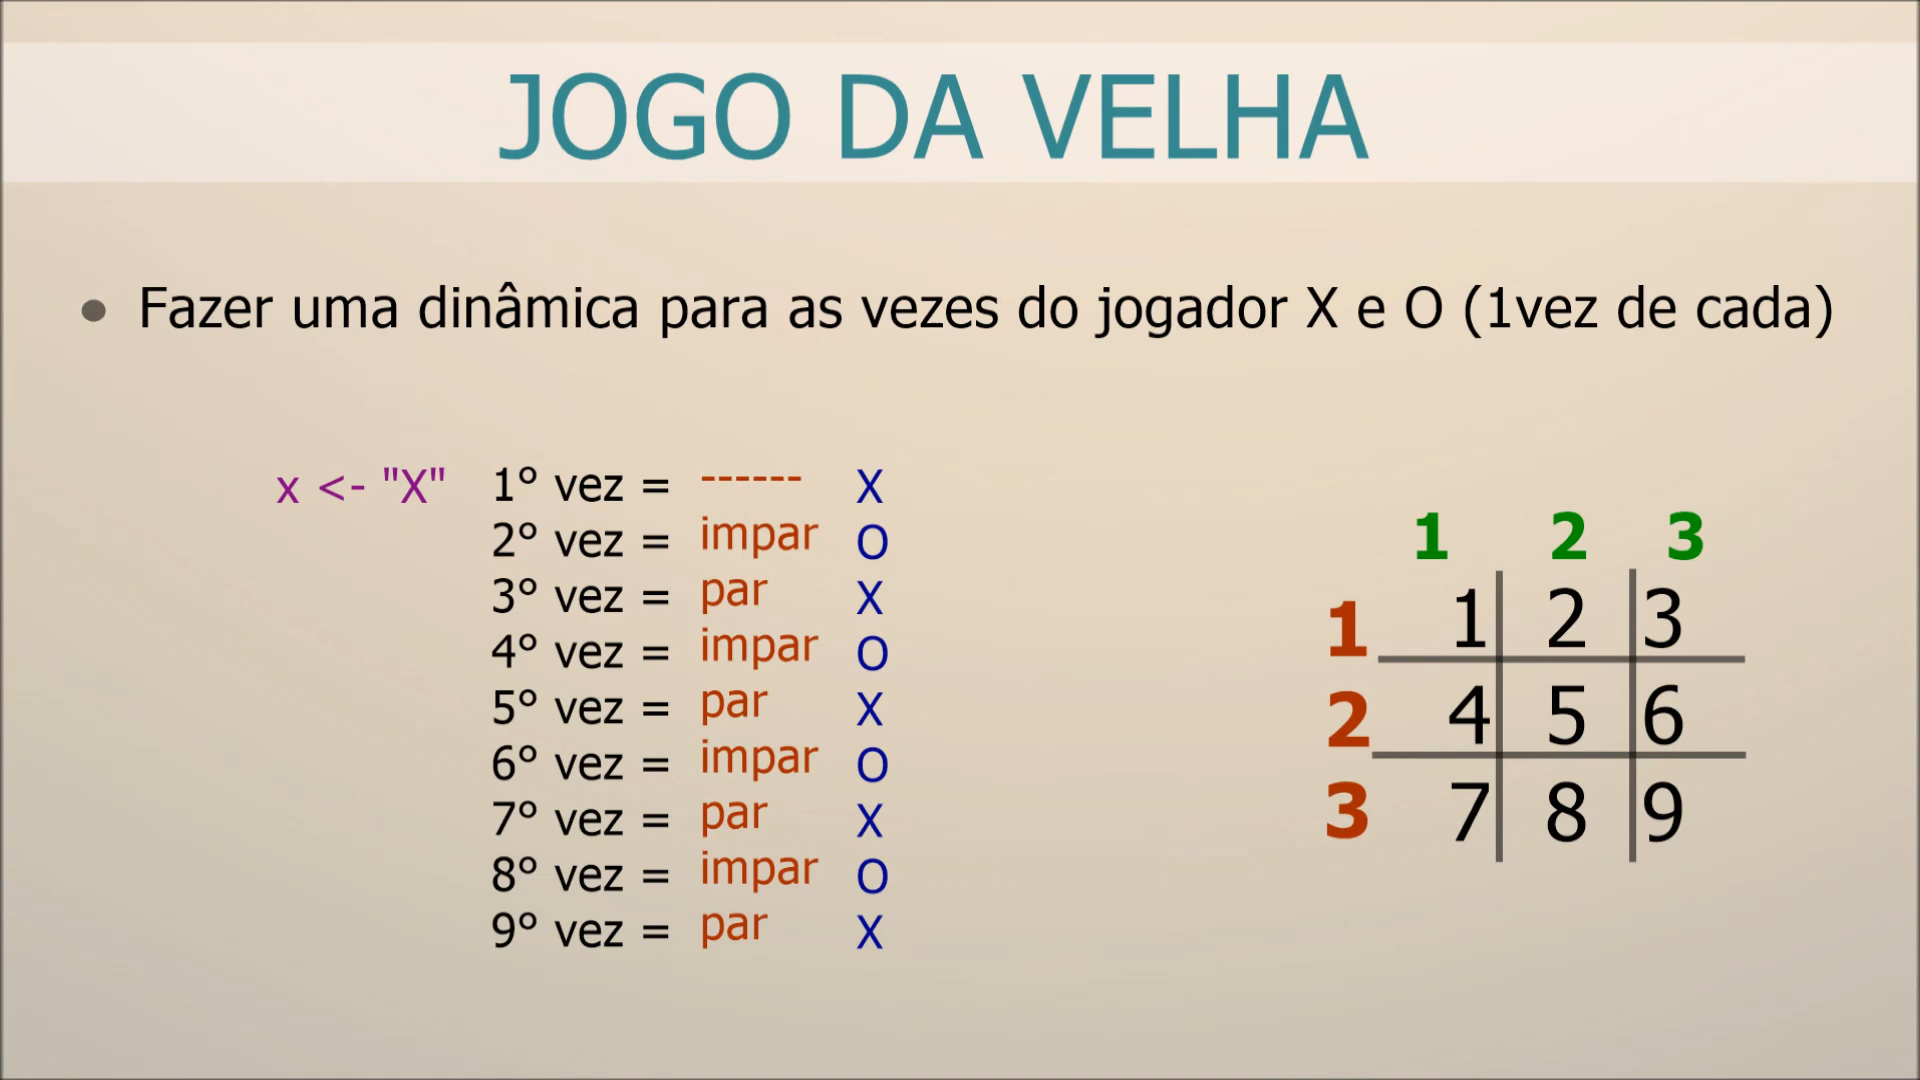 JOGO DA VELHA
● Fazer uma dinâmica para as vezes do jogador X e O (1vez de cada)
x <- "X" 1° vez = ------ X
2° vez = impar O
3° vez = par X
4° vez = impar O
5° vez = par X
6° vez = impar O
7° vez = par X
8° vez = impar O
9° vez = par X
1 2 3
1 1 2 3
2 4 5 6
3 7 8 9